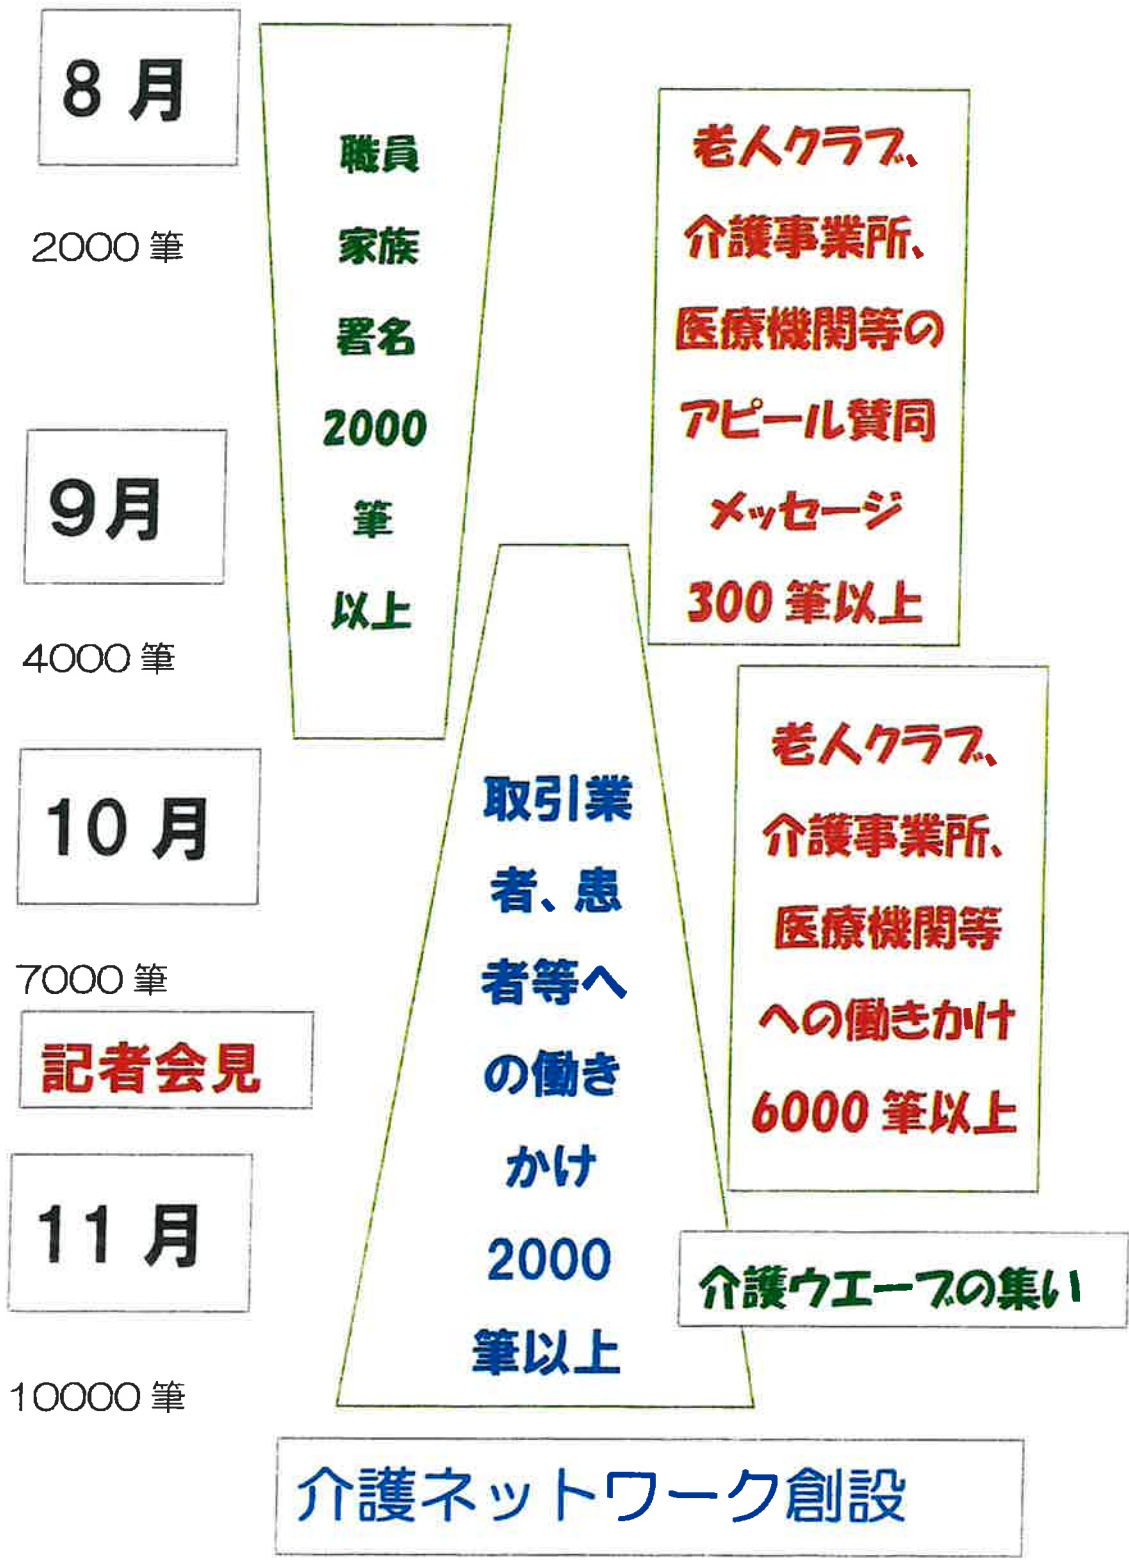 8月
2000筆
9月
4000筆
10月
7000筆
記者会見
11月
10000筆
職員
家族
署名
2000
筆
以上
取引業
者、患
者等へ
の働き
かけ
2000
筆以上
老人クラブ、
介護事業所、
医療機関等の
アピール賛同
メッセージ
300筆以上
老人クラブ、
介護事業所、
医療機関等
への働きかけ
6000筆以上
介護ウエーブの集い
介護ネットワーク創設